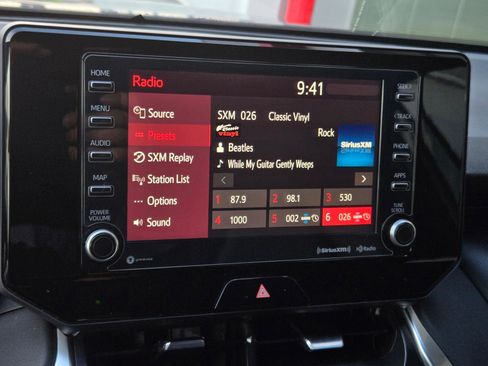 Radio
9:41
HOME
MENU
AUDIO
MAP
POWER
VOLUME
Source
Presets
SXM Replay
Station List
Options
Sound
SXM 026 Classic Vinyl
Classic
vinyl
Rock
SiriusXM
Beatles
While My Guitar Gently Weeps
1 87.9
2 98.1
3 530
4 1000
5 002
6 026
SEEK
TRACK
PHONE
APPS
TUNE
SCROLL
SiriusXM
HD Radio